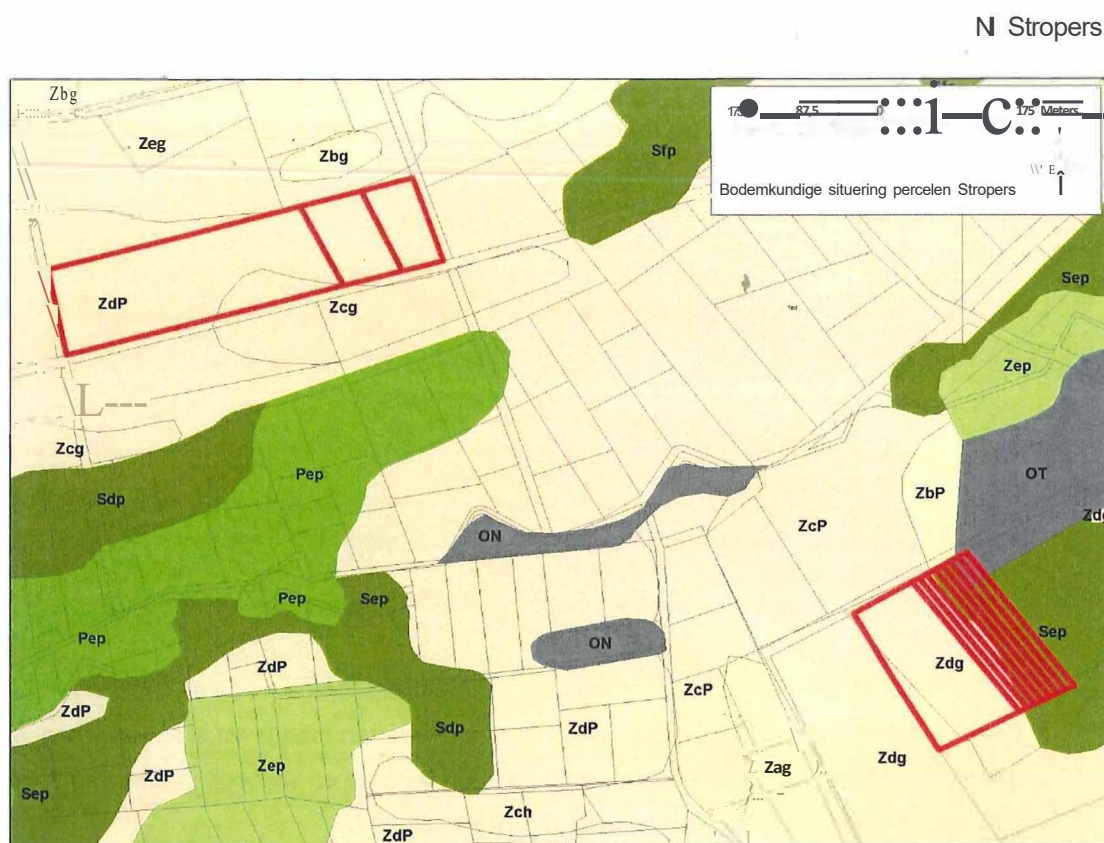 N Stropers
Zbg
Zeg
Zbg
Sfp
87,5
0
175 Meters
E
Bodemkundige situering percelen Stropers
ZdP
Zcg
Sep
Zep
Zcg
Sdp
Pep
ON
ZbP
OT
ZcP
Zdg
Pep
Sep
Pep
ON
Sep
ZdP
Zdg
ZcP
ZdP
Sdp
ZdP
ZdP
Zep
Zag
Zdg
Sep
Zch
ZdP